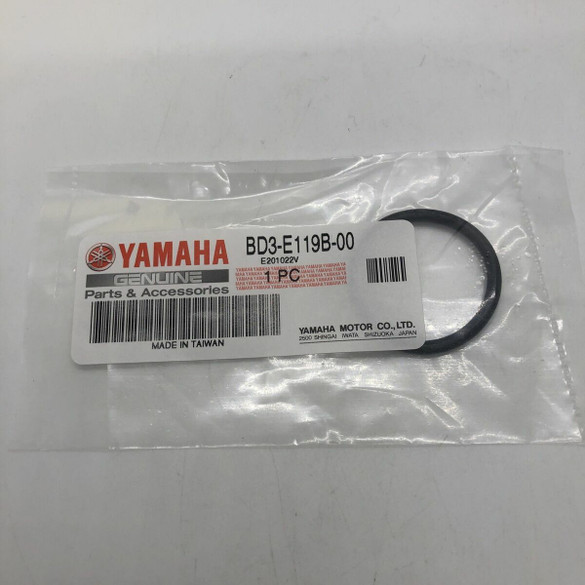 YAMAHA
GENUINE
Parts & Accessories
BD3-E119B-00
E201022V
1 PC
MADE IN TAIWAN
YAMAHA MOTOR CO.,LTD.
2500 SHINGAI IWATA SHIZUOKA JAPAN